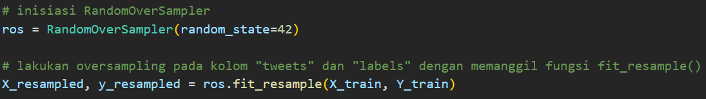 # inisiasi RandomOverSampler
ros = RandomOverSampler(random_state=42)
# lakukan oversampling pada kolom "tweets" dan "labels" dengan memanggil fungsi fit_resample()
X_resampled, y_resampled = ros.fit_resample(X_train, Y_train)